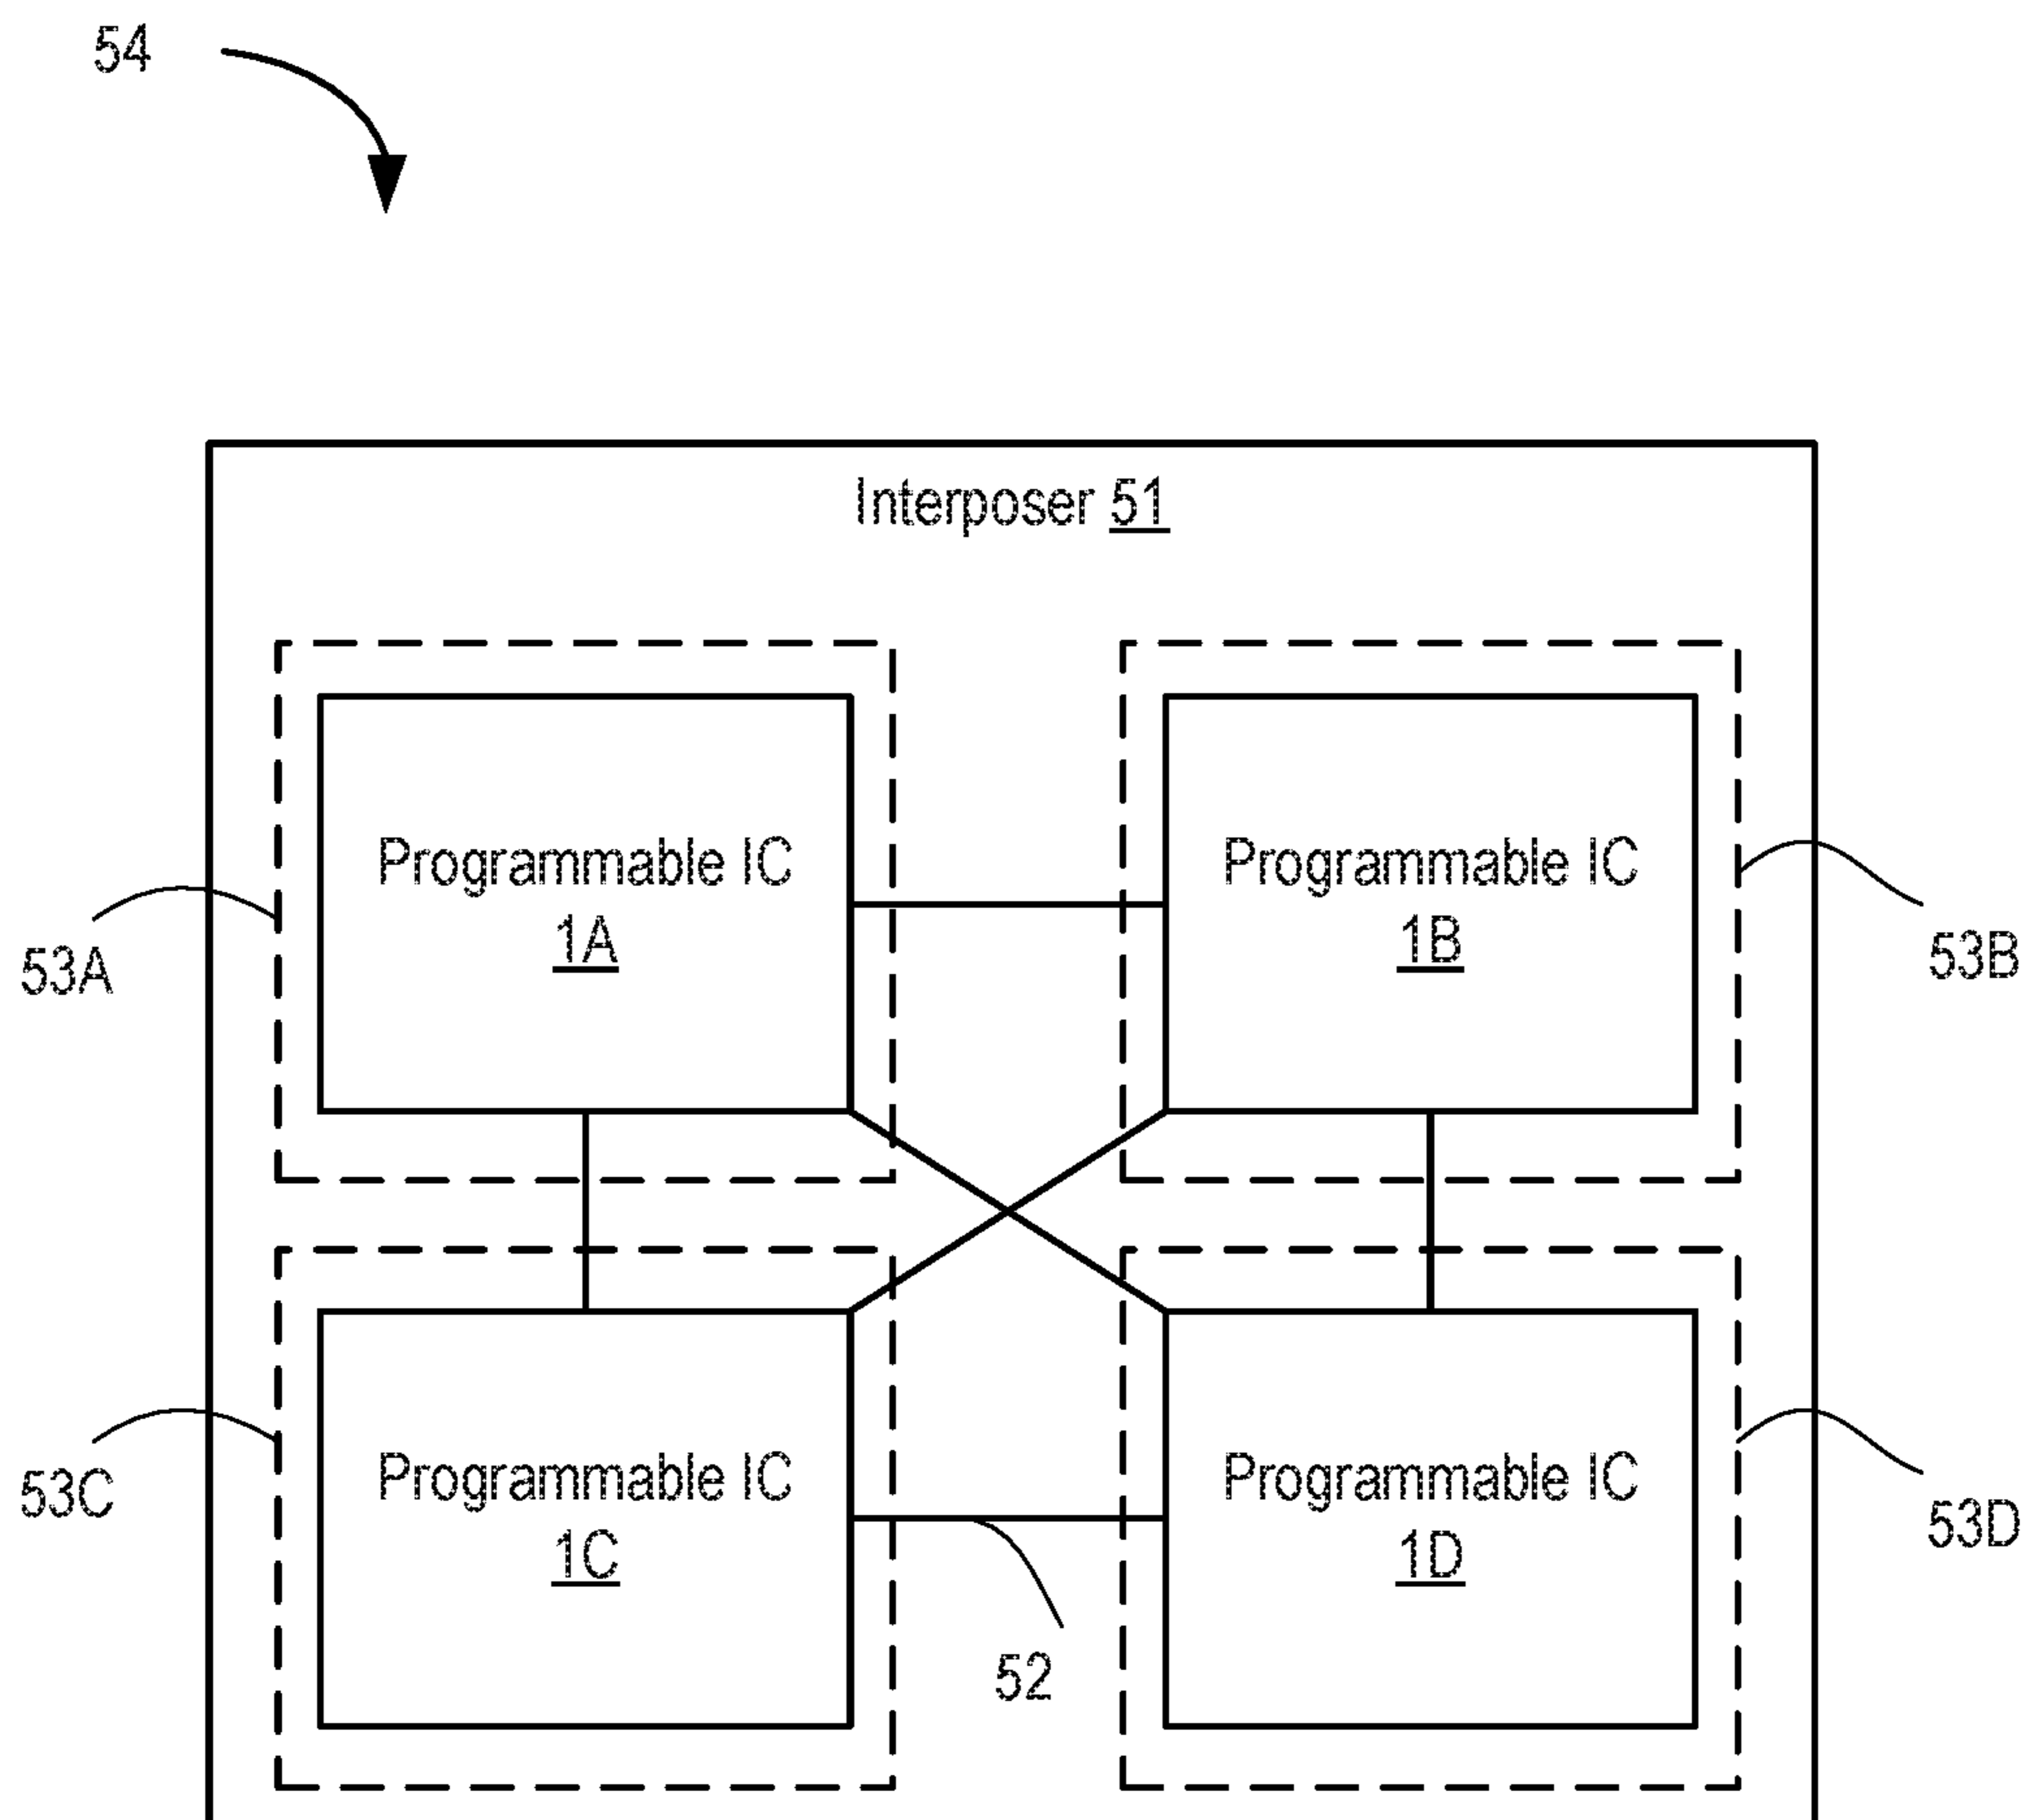 54
Interposer 51
Programmable IC
1A
Programmable IC
1B
53A
53B
Programmable IC
1C
Programmable IC
1D
53C
53D
52